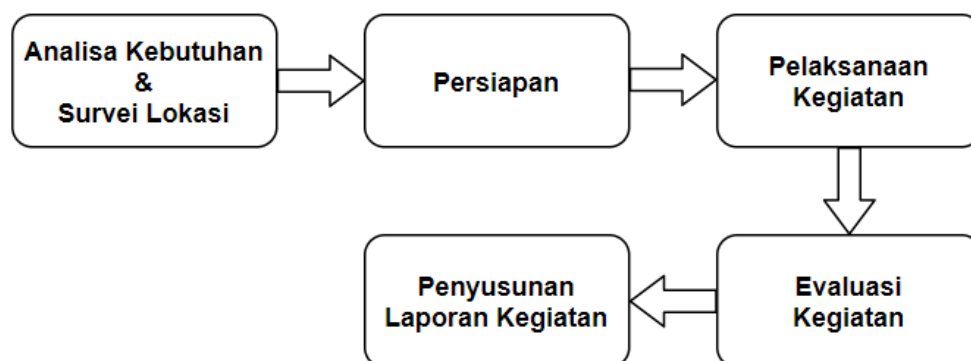 Analisa Kebutuhan
&
Survei Lokasi
Persiapan
Pelaksanaan
Kegiatan
Evaluasi
Kegiatan
Penyusunan
Laporan Kegiatan